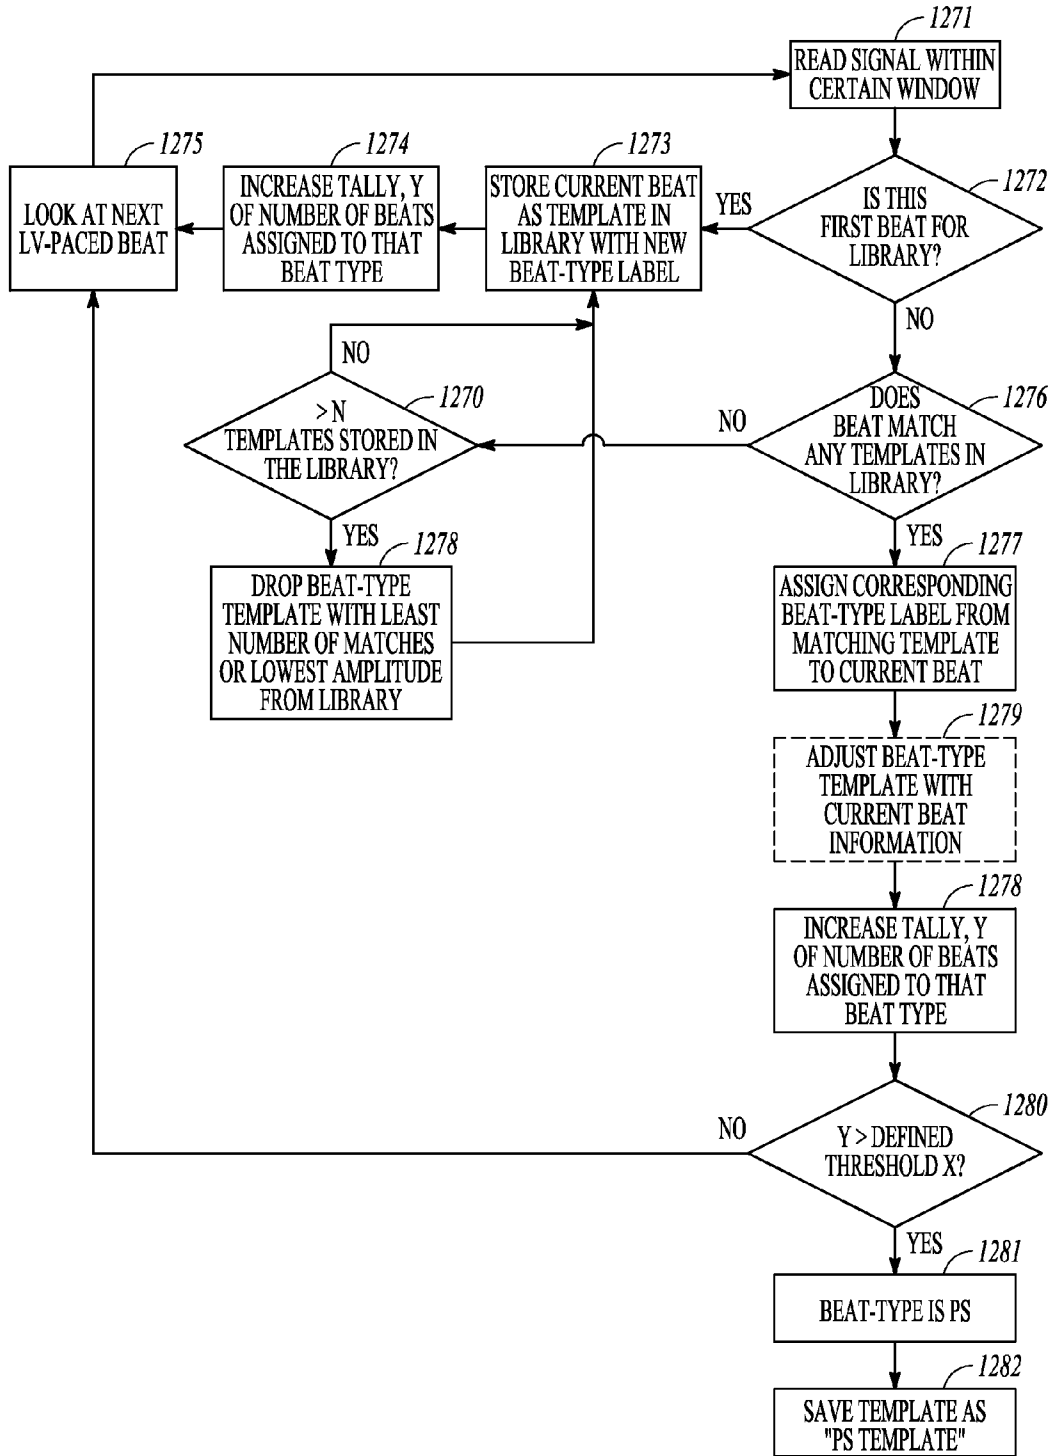 1271
READ SIGNAL WITHIN
CERTAIN WINDOW
1275
LOOK AT NEXT
LV-PACED BEAT
1274
INCREASE TALLY, Y
OF NUMBER OF BEATS
ASSIGNED TO THAT
BEAT TYPE
1273
STORE CURRENT BEAT
AS TEMPLATE IN
LIBRARY WITH NEW
BEAT-TYPE LABEL
YES
1272
IS THIS
FIRST BEAT FOR
LIBRARY?
NO
NO
1270
> N
TEMPLATES STORED IN
THE LIBRARY?
YES
NO
1276
DOES
BEAT MATCH
ANY TEMPLATES IN
LIBRARY?
YES
1278
DROP BEAT-TYPE
TEMPLATE WITH LEAST
NUMBER OF MATCHES
OR LOWEST AMPLITUDE
FROM LIBRARY
1277
ASSIGN CORRESPONDING
BEAT-TYPE LABEL FROM
MATCHING TEMPLATE
TO CURRENT BEAT
1279
ADJUST BEAT-TYPE
TEMPLATE WITH
CURRENT BEAT
INFORMATION
1278
INCREASE TALLY, Y
OF NUMBER OF BEATS
ASSIGNED TO THAT
BEAT TYPE
1280
NO
Y > DEFINED
THRESHOLD X?
YES
1281
BEAT-TYPE IS PS
1282
SAVE TEMPLATE AS
"PS TEMPLATE"